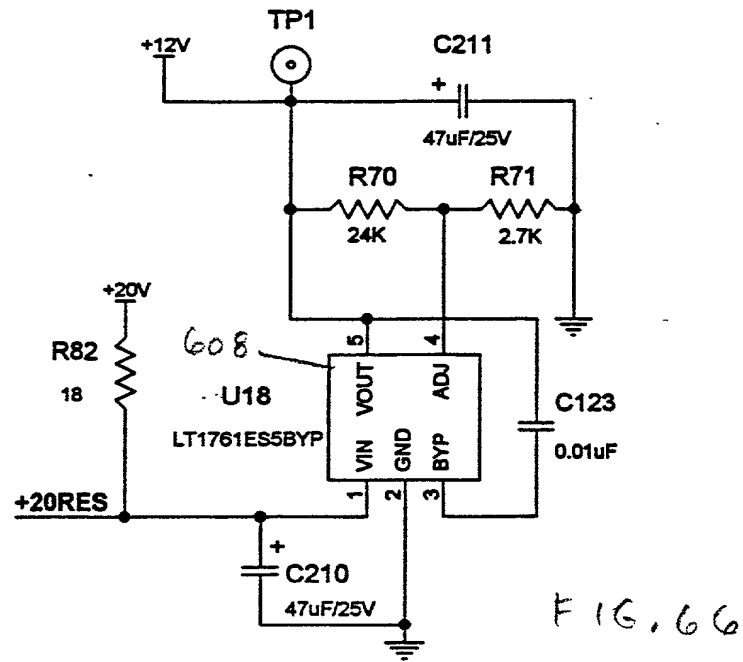 TP1
+12V
C211
+
47uF/25V
R70
R71
24K
2.7K
+20V
R82
18
608
U18
LT1761ES5BYP
5
4
VOUT
ADJ
VIN
GND
BYP
1
2
3
C123
0.01uF
+20RES
+
C210
47uF/25V
FIG. 66